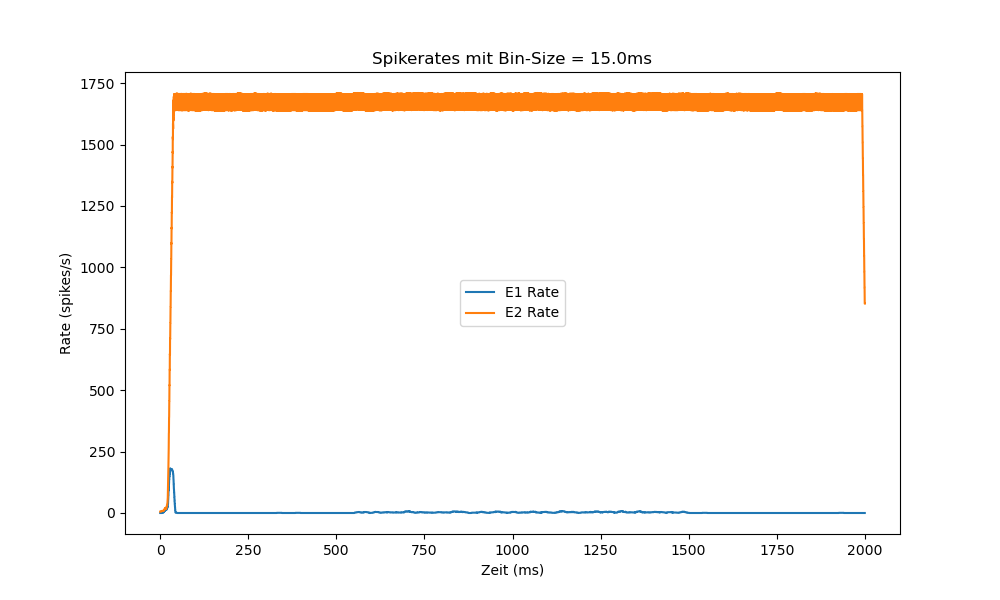 Spikerates mit Bin-Size = 15.0ms
1750
1500
1250
1000
750
500
250
0
Rate (spikes/s)
E1 Rate
E2 Rate
0 250 500 750 1000 1250 1500 1750 2000
Zeit (ms)